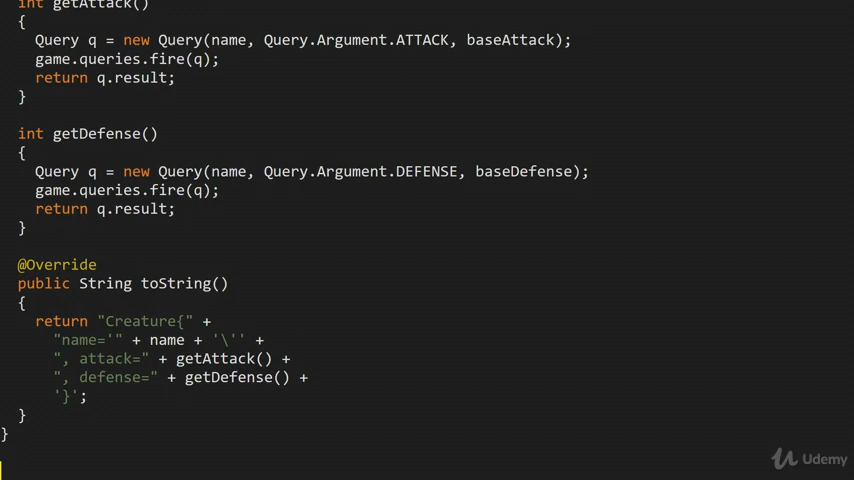 int getAttack()
{
Query q = new Query(name, Query.Argument.ATTACK, baseAttack);
game.queries.fire(q);
return q.result;
}
int getDefense()
{
Query q = new Query(name, Query.Argument.DEFENSE, baseDefense);
game.queries.fire(q);
return q.result;
}
@Override
public String toString()
{
return "Creature{" +
"name='" + name + '\'' +
", attack=" + getAttack() +
", defense=" + getDefense() +
'}';
}
}
Udemy